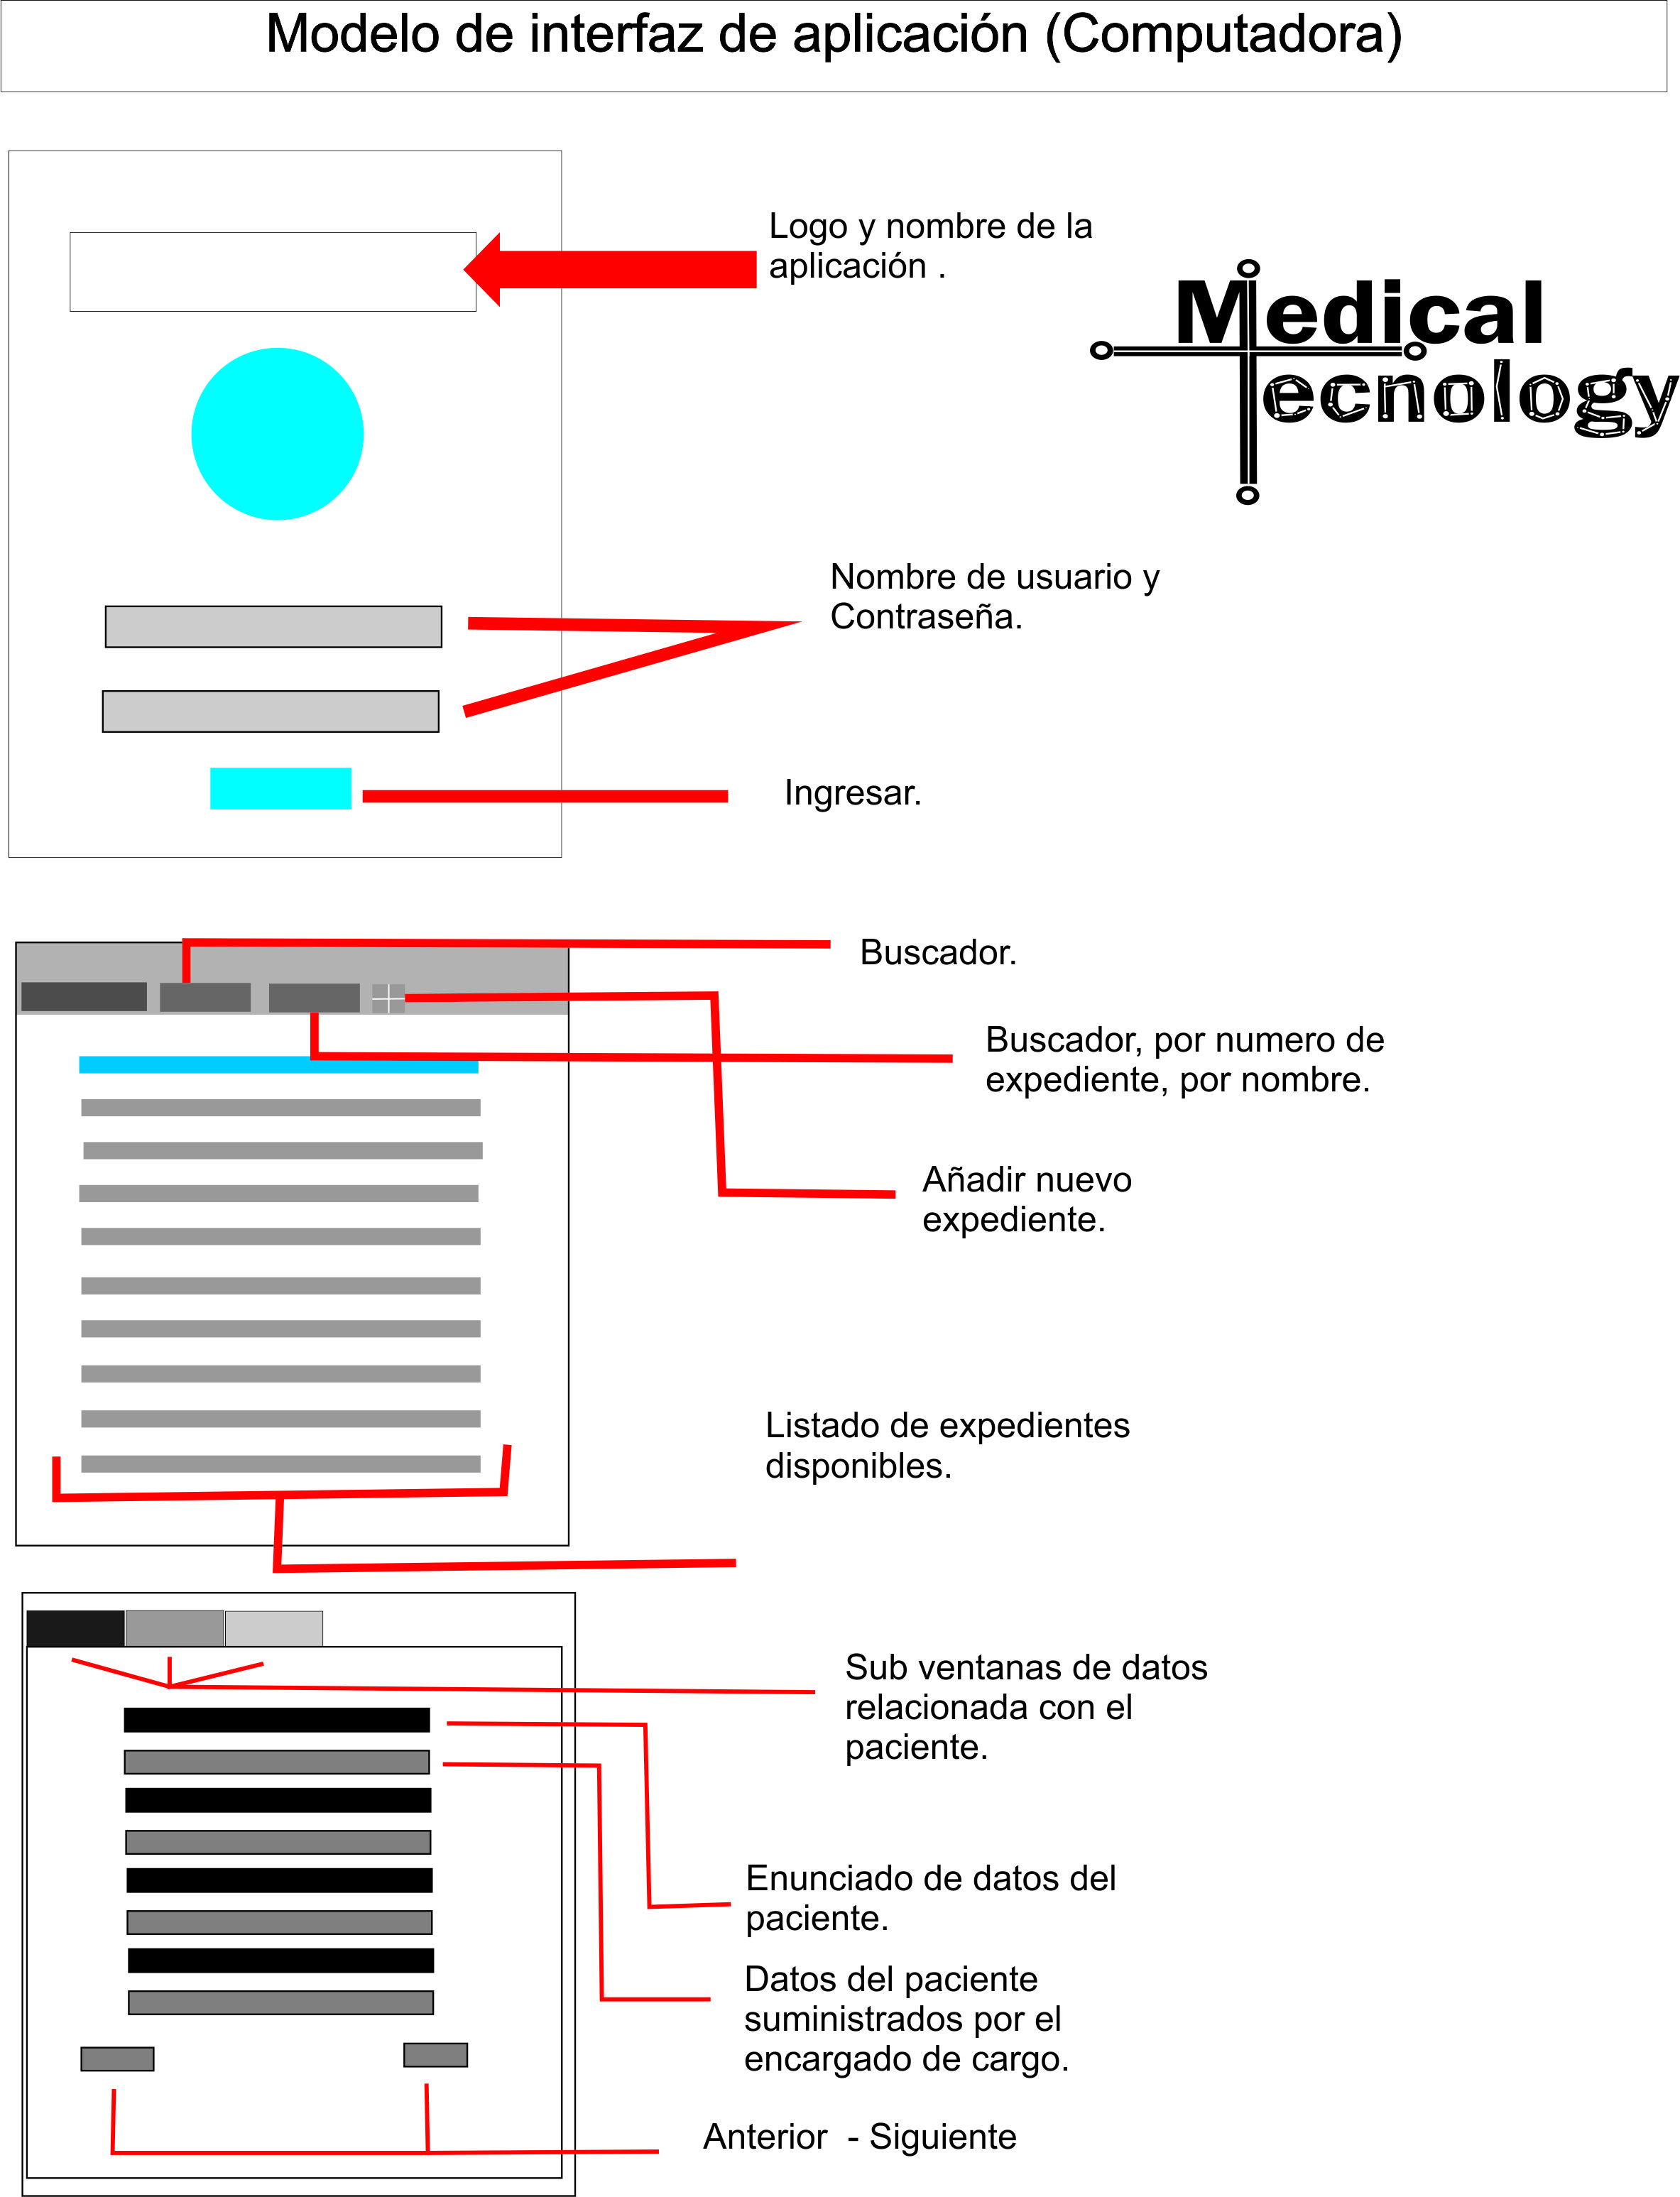 Modelo de interfaz de aplicación (Computadora)
Logo y nombre de la
aplicación .
Medical
Tecnology
Nombre de usuario y
Contraseña.
Ingresar.
Buscador.
Buscador, por numero de
expediente, por nombre.
Añadir nuevo
expediente.
Listado de expedientes
disponibles.
Sub ventanas de datos
relacionada con el
paciente.
Enunciado de datos del
paciente.
Datos del paciente
suministrados por el
encargado de cargo.
Anterior  - Siguiente